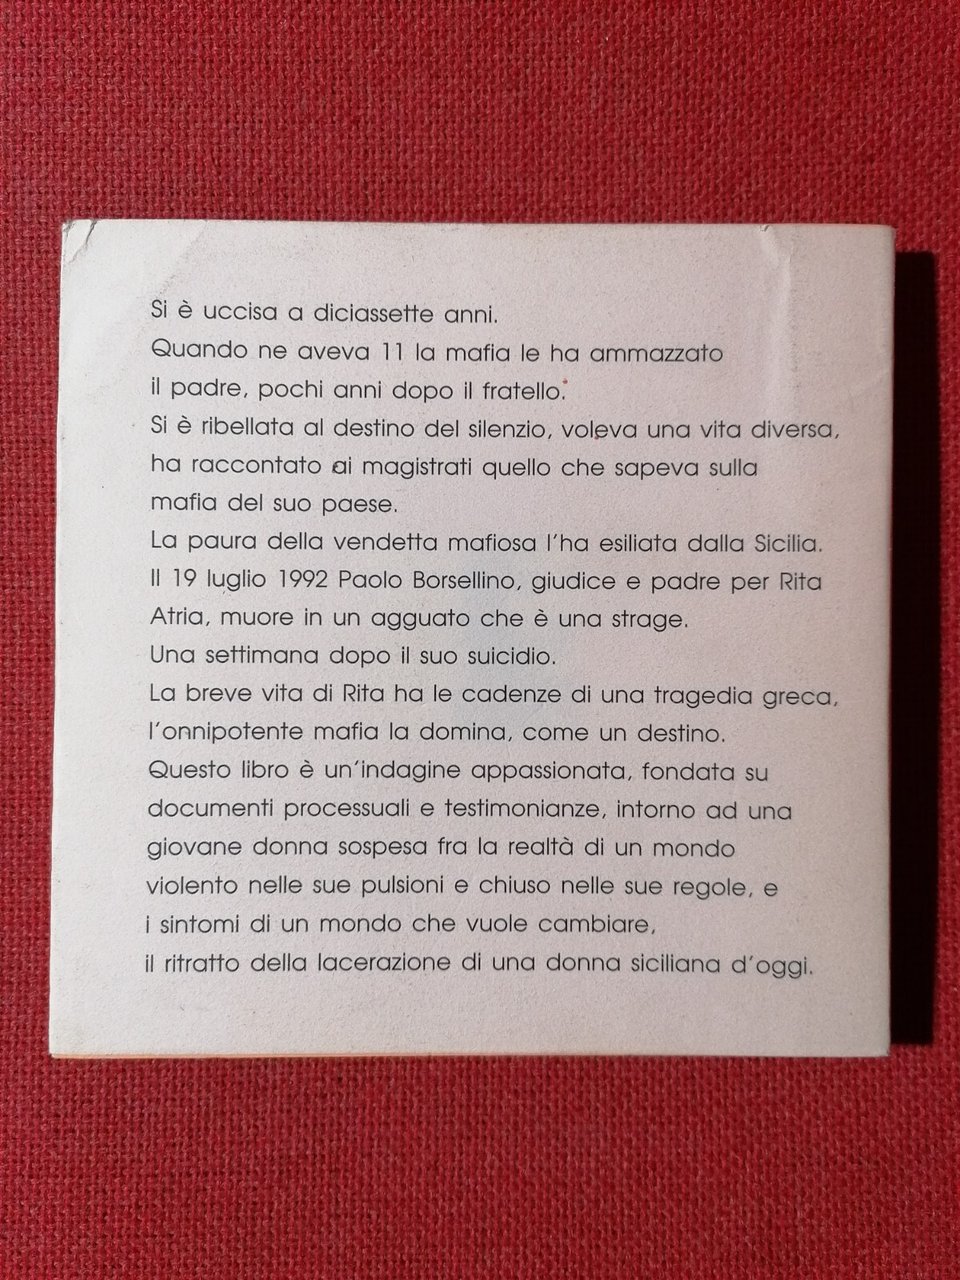 Si è uccisa a diciassette anni.
Quando ne aveva 11 la mafia le ha ammazzato
il padre, pochi anni dopo il fratello.
Si è ribellata al destino del silenzio, voleva una vita diversa,
ha raccontato ai magistrati quello che sapeva sulla
mafia del suo paese.
La paura della vendetta mafiosa l'ha esiliata dalla Sicilia.
Il 19 luglio 1992 Paolo Borsellino, giudice e padre per Rita
Atria, muore in un agguato che è una strage.
Una settimana dopo il suo suicidio.
La breve vita di Rita ha le cadenze di una tragedia greca,
l'onnipotente mafia la domina, come un destino.
Questo libro è un'indagine appassionata, fondata su
documenti processuali e testimonianze, intorno ad una
giovane donna sospesa fra la realtà di un mondo
violento nelle sue pulsioni e chiuso nelle sue regole, e
i sintomi di un mondo che vuole cambiare,
il ritratto della lacerazione di una donna siciliana d'oggi.